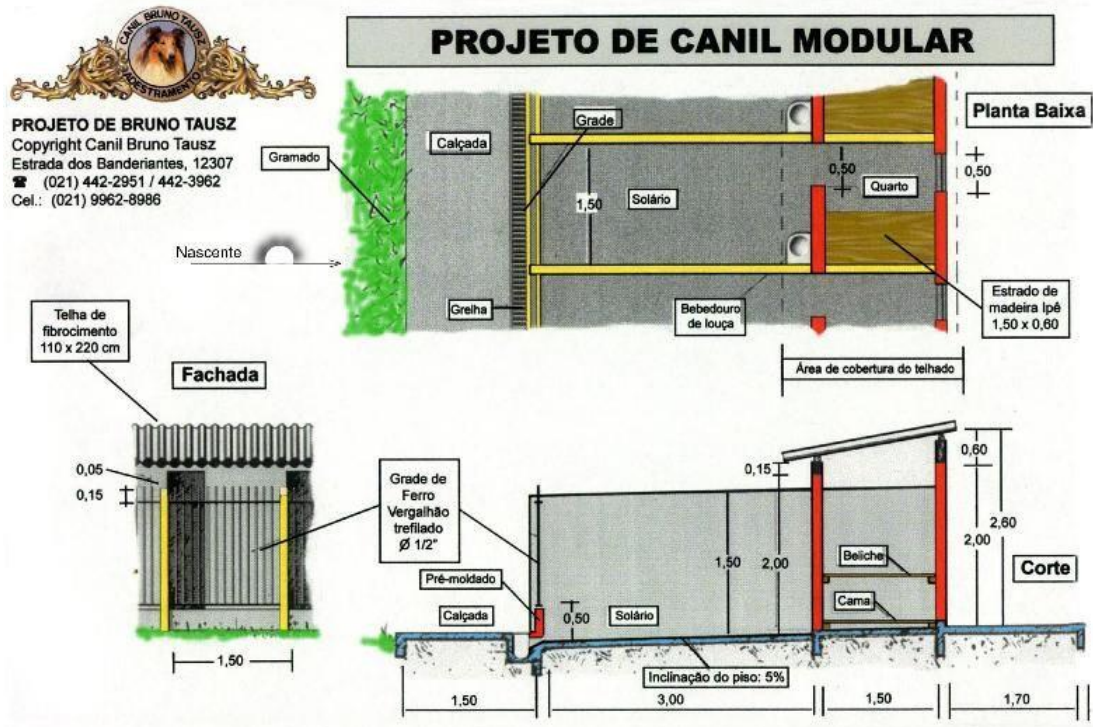 CANIL BRUNO TAUSZ
ADESTRAMENTO
PROJETO DE CANIL MODULAR
PROJETO DE BRUNO TAUSZ
Copyright Canil Bruno Tausz
Estrada dos Banderiantes, 12307
☎ (021) 442-2951 / 442-3962
Cel.: (021) 9962-8986
Nascente
Gramado
Calçada
Grade
Planta Baixa
1,50
Solário
0,50
Quarto
0,50
Grelha
Bebedouro
de louça
Estrado de
madeira Ipê
1,50 x 0,60
Área de cobertura do telhado
Telha de
fibrocimento
110 x 220 cm
Fachada
0,05
0,15
1,50
Grade de
Ferro
Vergalhão
trefilado
Ø 1/2"
Pré-moldado
Calçada
0,50
Solário
0,15
1,50
2,00
Beliche
Cama
0,60
2,60
2,00
Corte
Inclinação do piso: 5%
1,50
3,00
1,50
1,70